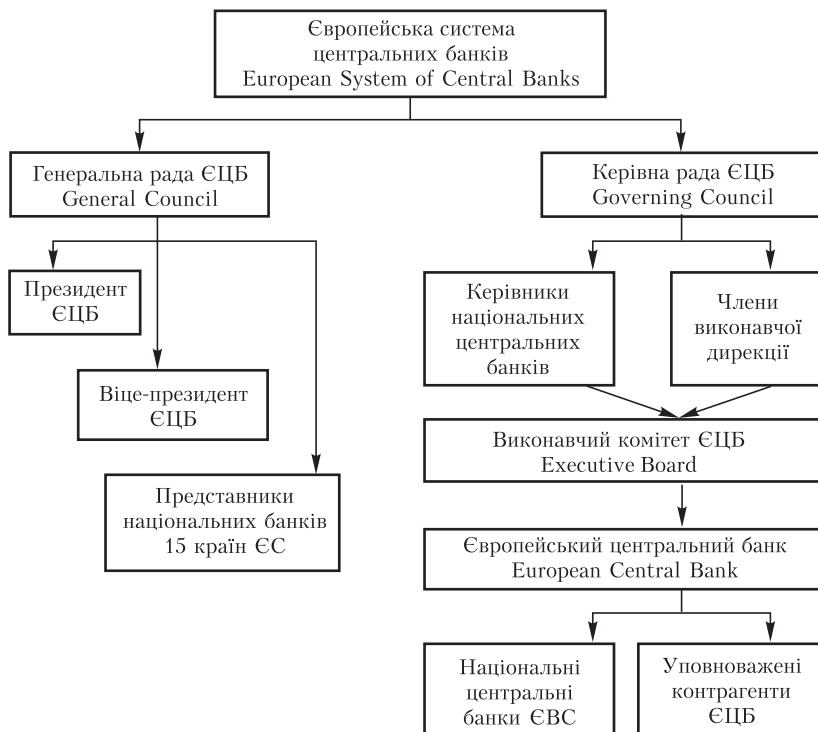 Європейська система
центральних банків
European System of Central Banks
Генеральна рада ЄЦБ
General Council
Керівна рада ЄЦБ
Governing Council
Президент
ЄЦБ
Віце-президент
ЄЦБ
Представники
національних банків
15 країн ЄС
Керівники
національних
центральних
банків
Члени
виконавчої
дирекції
Виконавчий комітет ЄЦБ
Executive Board
Європейський центральний банк
European Central Bank
Національні
центральні
банки ЄВС
Уповноважені
контрагенти
ЄЦБ